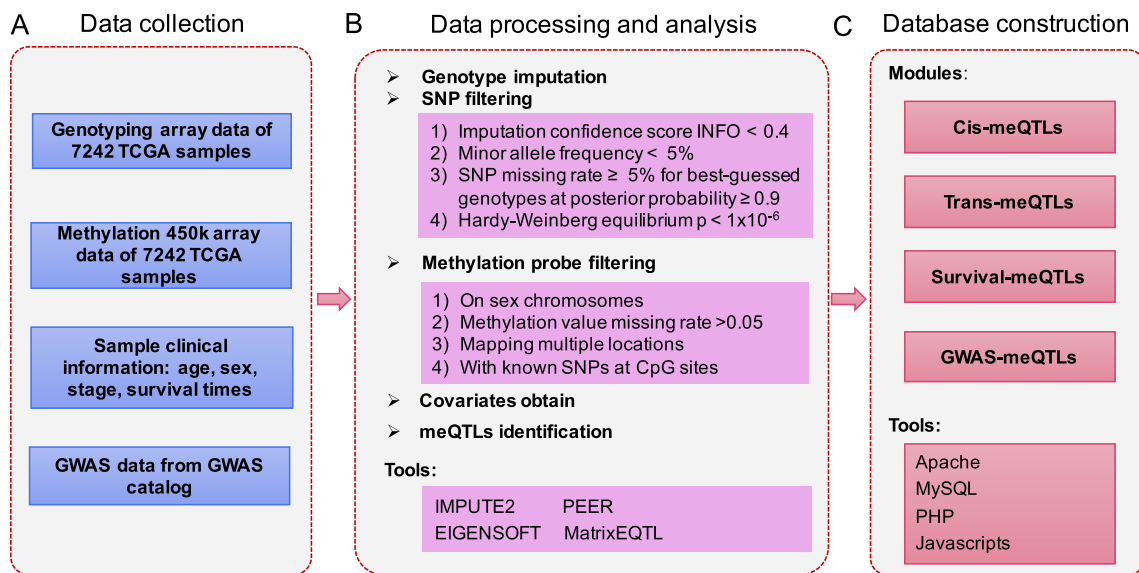 A
Data collection
Genotyping array data of
7242 TCGA samples
Methylation 450k array
data of 7242 TCGA
samples
Sample clinical
information: age, sex,
stage, survival times
GWAS data from GWAS
catalog
B
Data processing and analysis
➢ Genotype imputation
➢ SNP filtering
1) Imputation confidence score INFO < 0.4
2) Minor allele frequency < 5%
3) SNP missing rate ≥ 5% for best-guessed
genotypes at posterior probability ≥ 0.9
4) Hardy-Weinberg equilibrium p < 1x10⁻⁶
➢ Methylation probe filtering
1) On sex chromosomes
2) Methylation value missing rate >0.05
3) Mapping multiple locations
4) With known SNPs at CpG sites
➢ Covariates obtain
➢ meQTLs identification
Tools:
IMPUTE2 PEER
EIGENSOFT MatrixEQTL
C
Database construction
Modules:
Cis-meQTLs
Trans-meQTLs
Survival-meQTLs
GWAS-meQTLs
Tools:
Apache
MySQL
PHP
Javascripts